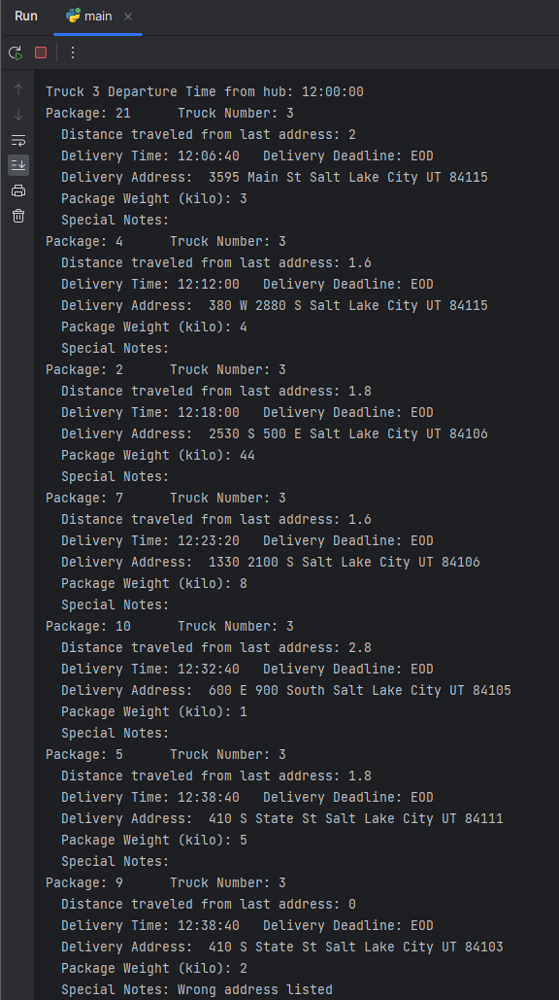 Run main
Truck 3 Departure Time from hub: 12:00:00
Package: 21      Truck Number: 3
  Distance traveled from last address: 2
  Delivery Time: 12:06:40   Delivery Deadline: EOD
  Delivery Address:  3595 Main St Salt Lake City UT 84115
  Package Weight (kilo): 3
  Special Notes:
Package: 4      Truck Number: 3
  Distance traveled from last address: 1.6
  Delivery Time: 12:12:00   Delivery Deadline: EOD
  Delivery Address:  380 W 2880 S Salt Lake City UT 84115
  Package Weight (kilo): 4
  Special Notes:
Package: 2      Truck Number: 3
  Distance traveled from last address: 1.8
  Delivery Time: 12:18:00   Delivery Deadline: EOD
  Delivery Address:  2530 S 500 E Salt Lake City UT 84106
  Package Weight (kilo): 44
  Special Notes:
Package: 7      Truck Number: 3
  Distance traveled from last address: 1.6
  Delivery Time: 12:23:20   Delivery Deadline: EOD
  Delivery Address:  1330 2100 S Salt Lake City UT 84106
  Package Weight (kilo): 8
  Special Notes:
Package: 10      Truck Number: 3
  Distance traveled from last address: 2.8
  Delivery Time: 12:32:40   Delivery Deadline: EOD
  Delivery Address:  600 E 900 South Salt Lake City UT 84105
  Package Weight (kilo): 1
  Special Notes:
Package: 5      Truck Number: 3
  Distance traveled from last address: 1.8
  Delivery Time: 12:38:40   Delivery Deadline: EOD
  Delivery Address:  410 S State St Salt Lake City UT 84111
  Package Weight (kilo): 5
  Special Notes:
Package: 9      Truck Number: 3
  Distance traveled from last address: 0
  Delivery Time: 12:38:40   Delivery Deadline: EOD
  Delivery Address:  410 S State St Salt Lake City UT 84103
  Package Weight (kilo): 2
  Special Notes: Wrong address listed